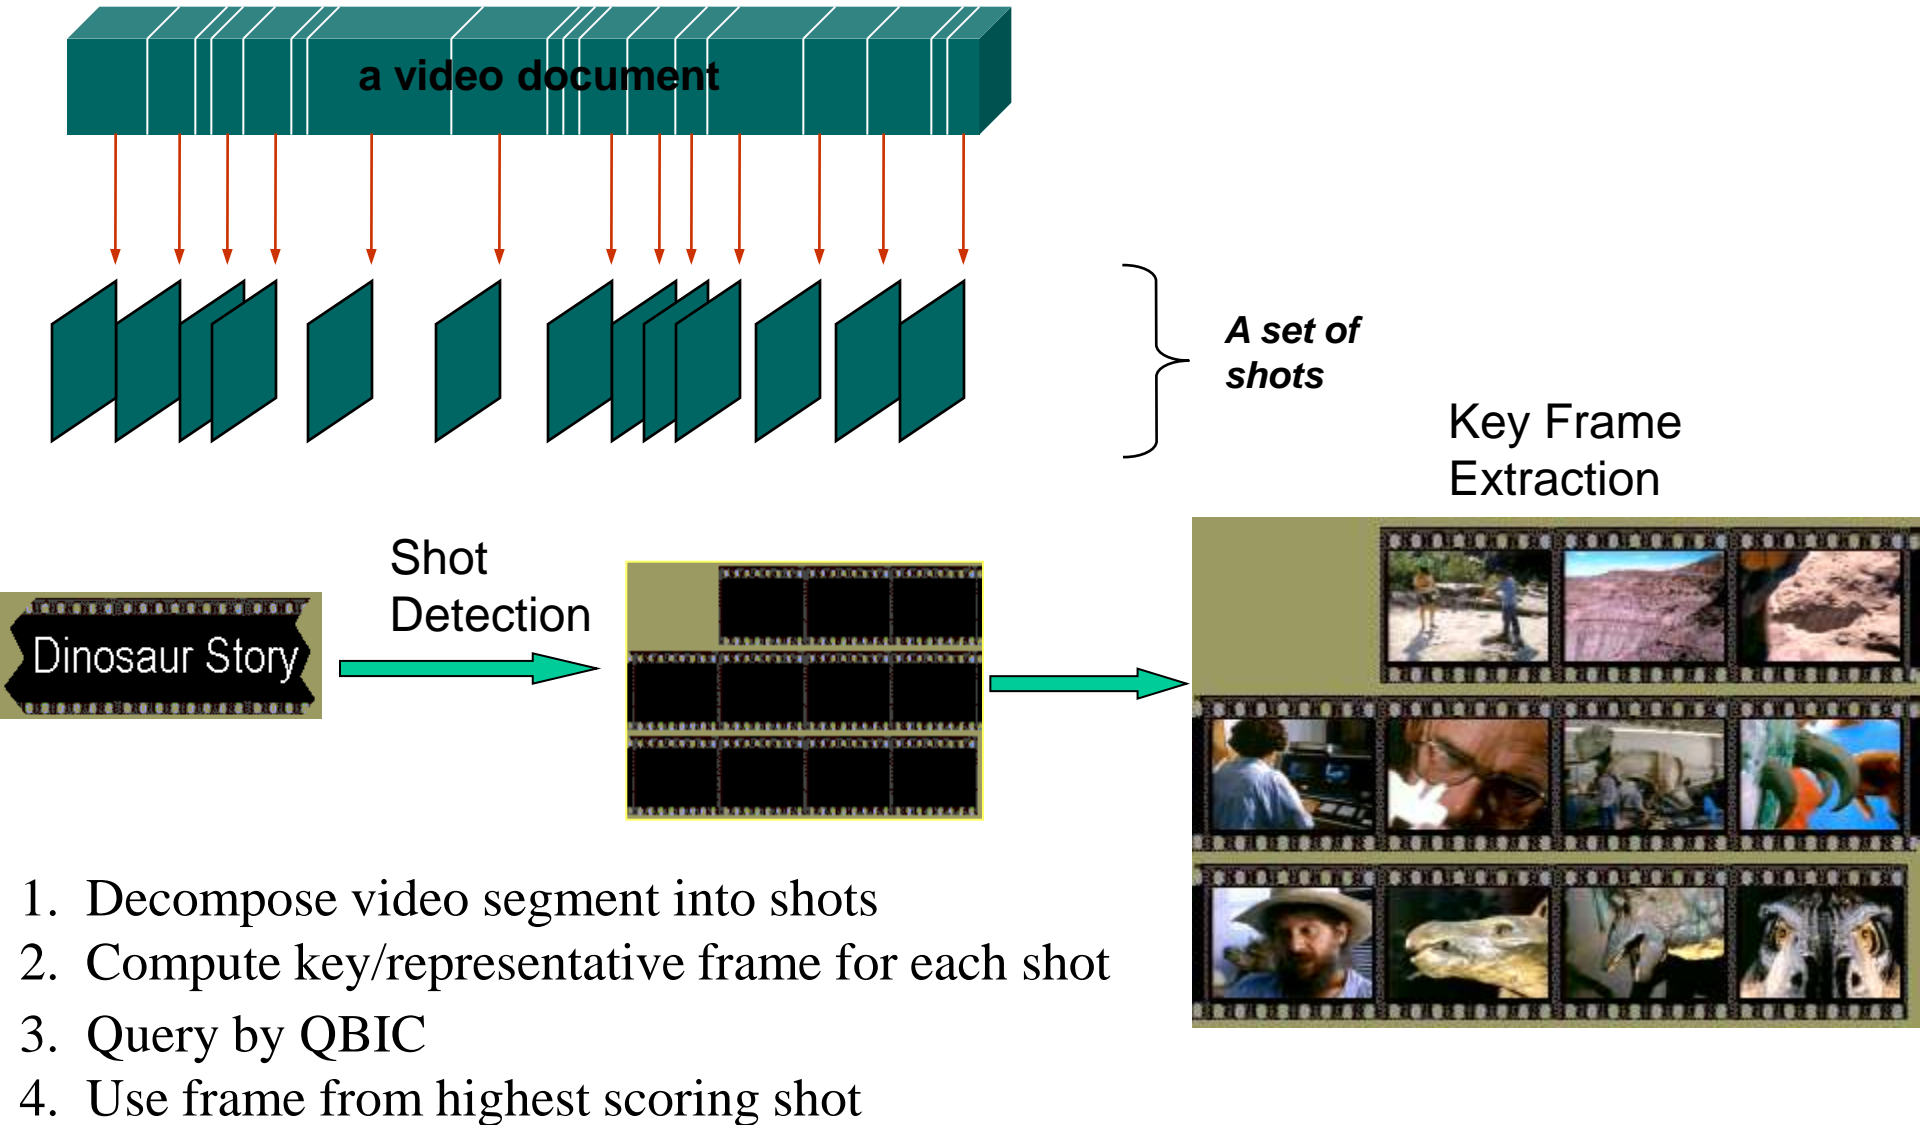 a video document
A set of
shots
Key Frame
Extraction
Shot
Detection
Dinosaur Story
1. Decompose video segment into shots
2. Compute key/representative frame for each shot
3. Query by QBIC
4. Use frame from highest scoring shot